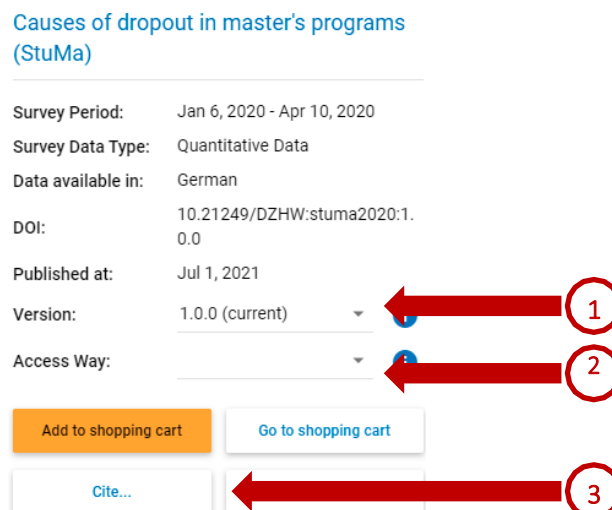 Causes of dropout in master's programs
(StuMa)
Survey Period: Jan 6, 2020 - Apr 10, 2020
Survey Data Type: Quantitative Data
Data available in: German
DOI: 10.21249/DZHW:stuma2020:1.
0.0
Published at: Jul 1, 2021
Version: 1.0.0 (current) 1
Access Way: 2
Add to shopping cart Go to shopping cart
Cite... 3